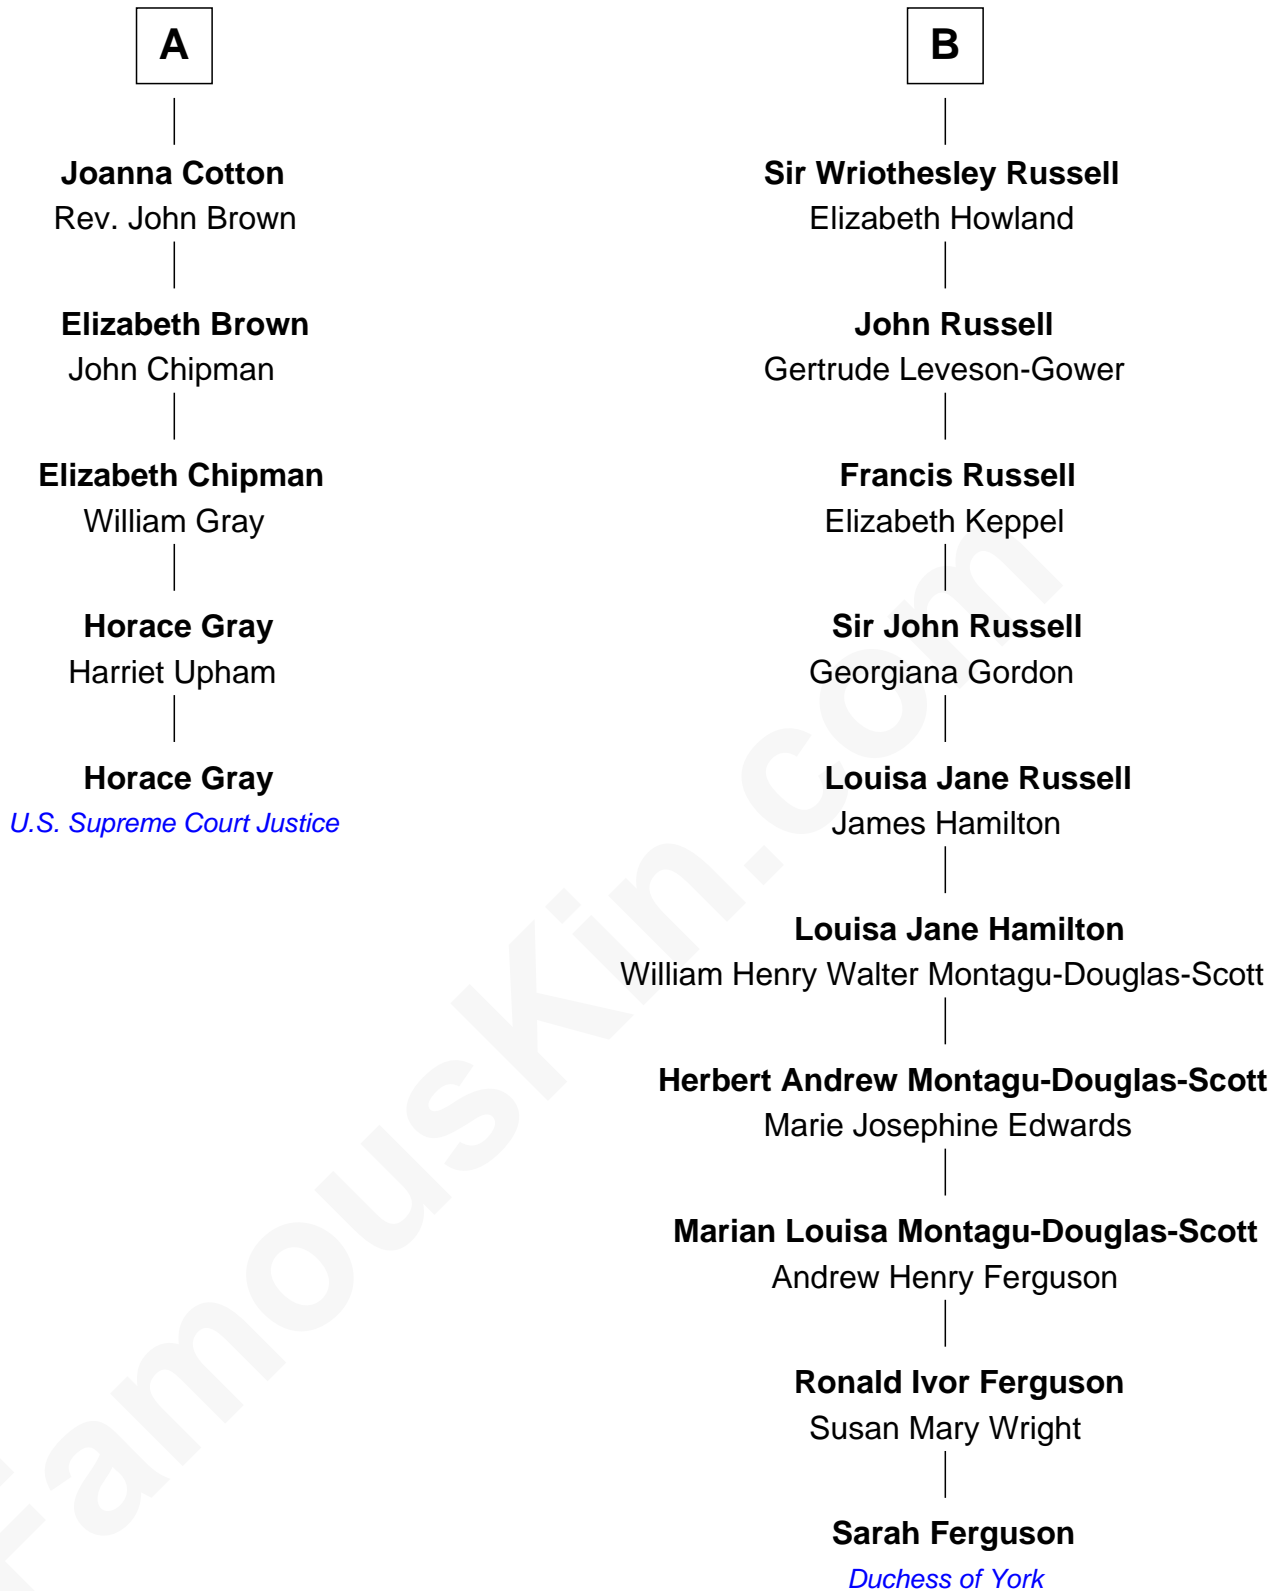 A
Joanna Cotton
Rev. John Brown
Elizabeth Brown
John Chipman
Elizabeth Chipman
William Gray
Horace Gray
Harriet Upham
Horace Gray
U.S. Supreme Court Justice
B
Sir Wriothesley Russell
Elizabeth Howland
John Russell
Gertrude Leveson-Gower
Francis Russell
Elizabeth Keppel
Sir John Russell
Georgiana Gordon
Louisa Jane Russell
James Hamilton
Louisa Jane Hamilton
William Henry Walter Montagu-Douglas-Scott
Herbert Andrew Montagu-Douglas-Scott
Marie Josephine Edwards
Marian Louisa Montagu-Douglas-Scott
Andrew Henry Ferguson
Ronald Ivor Ferguson
Susan Mary Wright
Sarah Ferguson
Duchess of York
FamousKin.com